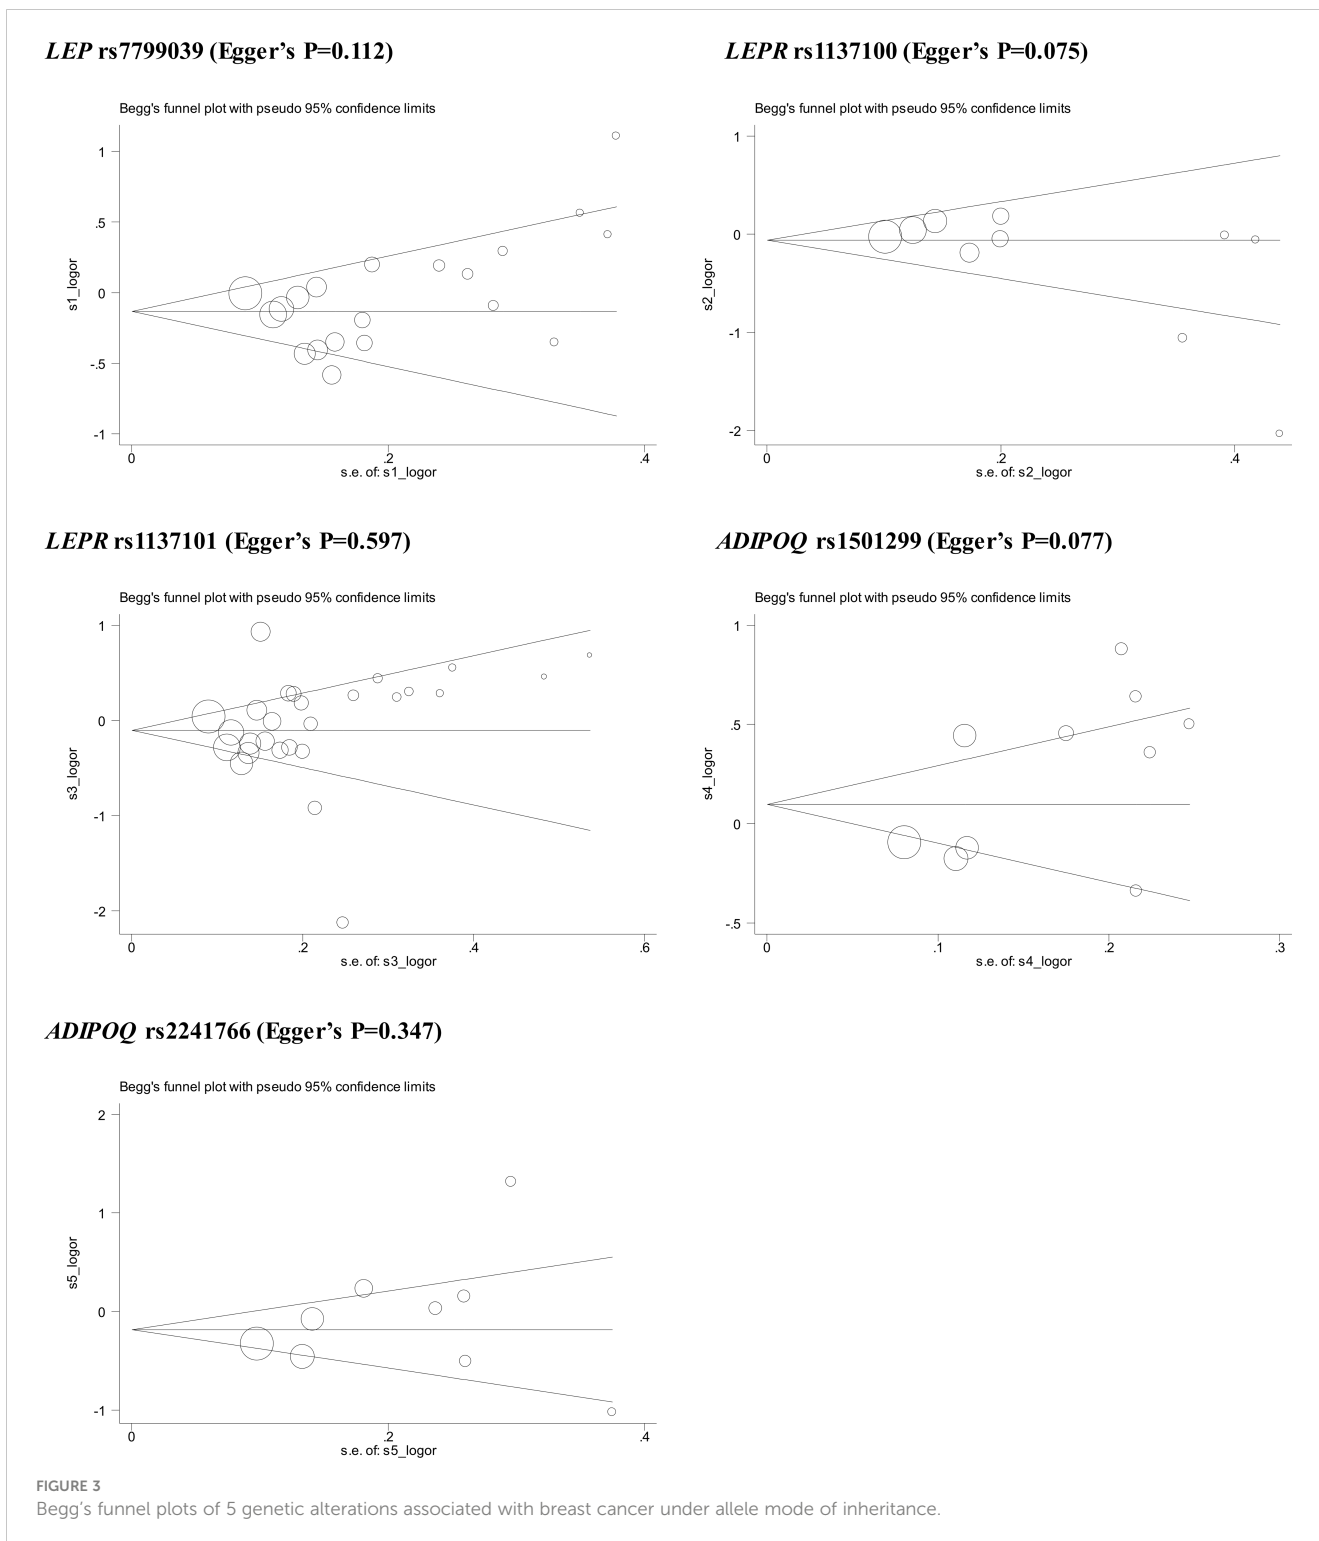 LEP rs7799039 (Egger's P=0.112)
Begg's funnel plot with pseudo 95% confidence limits
s1_logor
1
.5
0
-.5
-1
0
.2
.4
s.e. of: s1_logor
LEPR rs1137100 (Egger's P=0.075)
Begg's funnel plot with pseudo 95% confidence limits
s2_logor
1
0
-1
-2
0
.2
.4
s.e. of: s2_logor
LEPR rs1137101 (Egger's P=0.597)
Begg's funnel plot with pseudo 95% confidence limits
s3_logor
1
0
-1
-2
0
.2
.4
.6
s.e. of: s3_logor
ADIPOQ rs1501299 (Egger's P=0.077)
Begg's funnel plot with pseudo 95% confidence limits
s4_logor
1
.5
0
-.5
0
.1
.2
.3
s.e. of: s4_logor
ADIPOQ rs2241766 (Egger's P=0.347)
Begg's funnel plot with pseudo 95% confidence limits
s5_logor
2
1
0
-1
0
.2
.4
s.e. of: s5_logor
FIGURE 3
Begg's funnel plots of 5 genetic alterations associated with breast cancer under allele mode of inheritance.